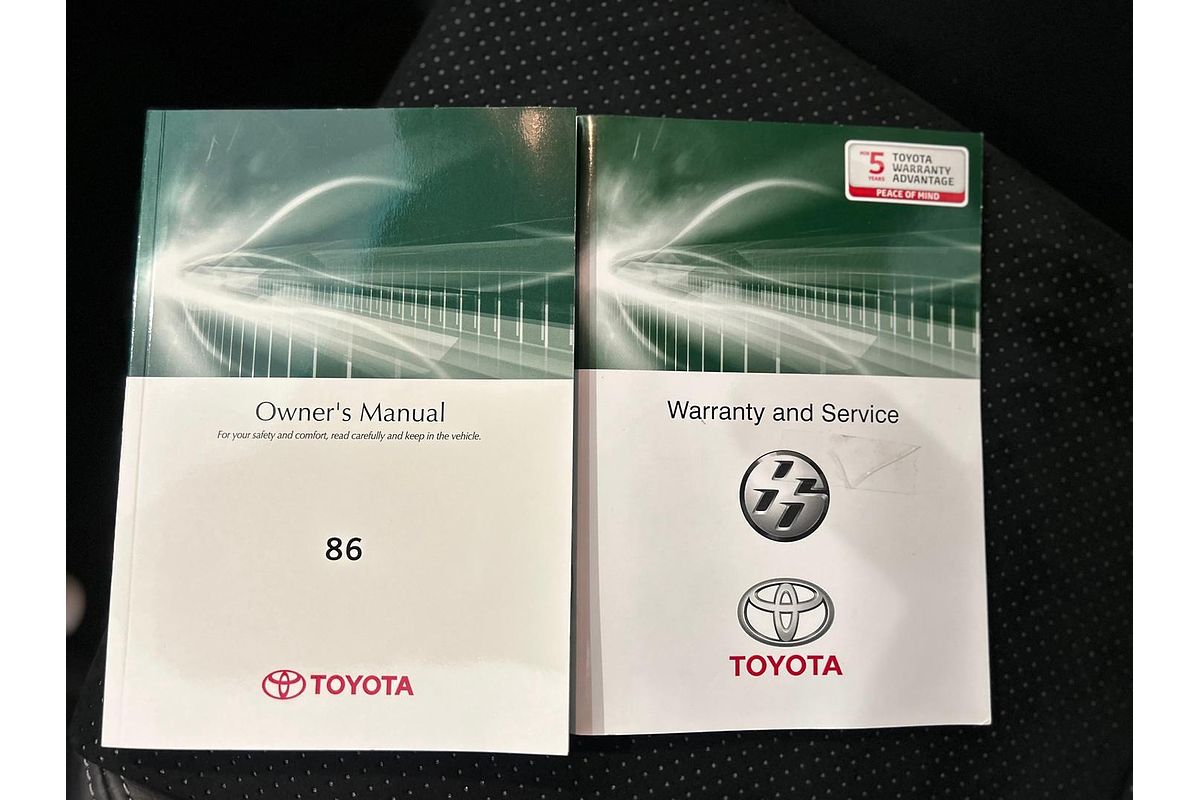 Owner's Manual
For your safety and comfort, read carefully and keep in the vehicle.
86
TOYOTA
5
YEARS
TOYOTA
WARRANTY
ADVANTAGE
PEACE OF MIND
Warranty and Service
86
TOYOTA